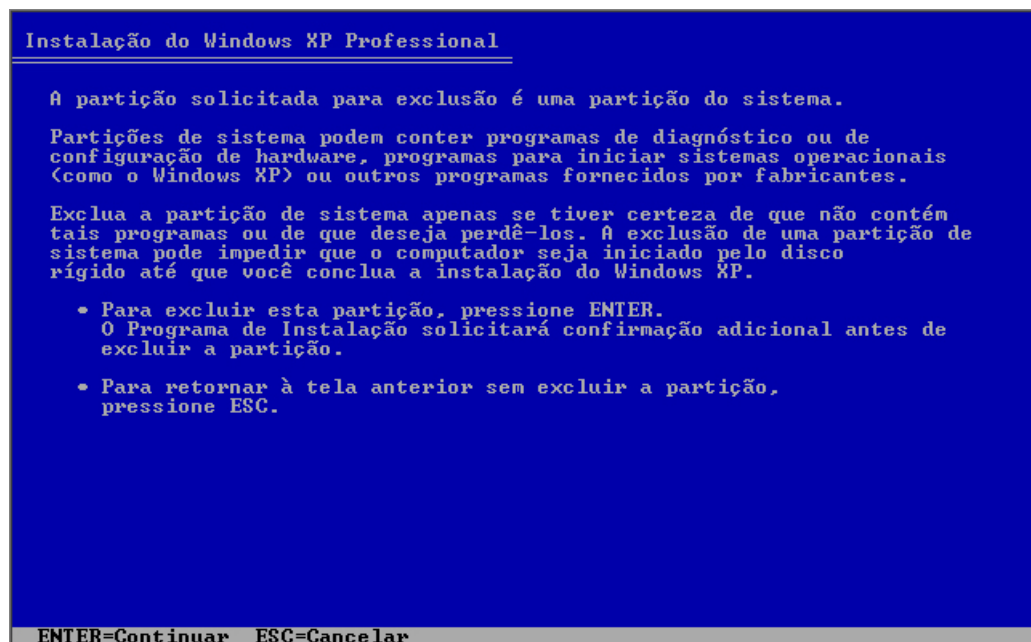 Instalação do Windows XP Professional
A partição solicitada para exclusão é uma partição do sistema.
Partições de sistema podem conter programas de diagnóstico ou de
configuração de hardware, programas para iniciar sistemas operacionais
(como o Windows XP) ou outros programas fornecidos por fabricantes.
Exclua a partição de sistema apenas se tiver certeza de que não contém
tais programas ou de que deseja perdê-los. A exclusão de uma partição de
sistema pode impedir que o computador seja iniciado pelo disco
rígido até que você conclua a instalação do Windows XP.
• Para excluir esta partição, pressione ENTER.
O Programa de Instalação solicitará confirmação adicional antes de
excluir a partição.
• Para retornar à tela anterior sem excluir a partição,
pressione ESC.
ENTER=Continuar ESC=Cancelar